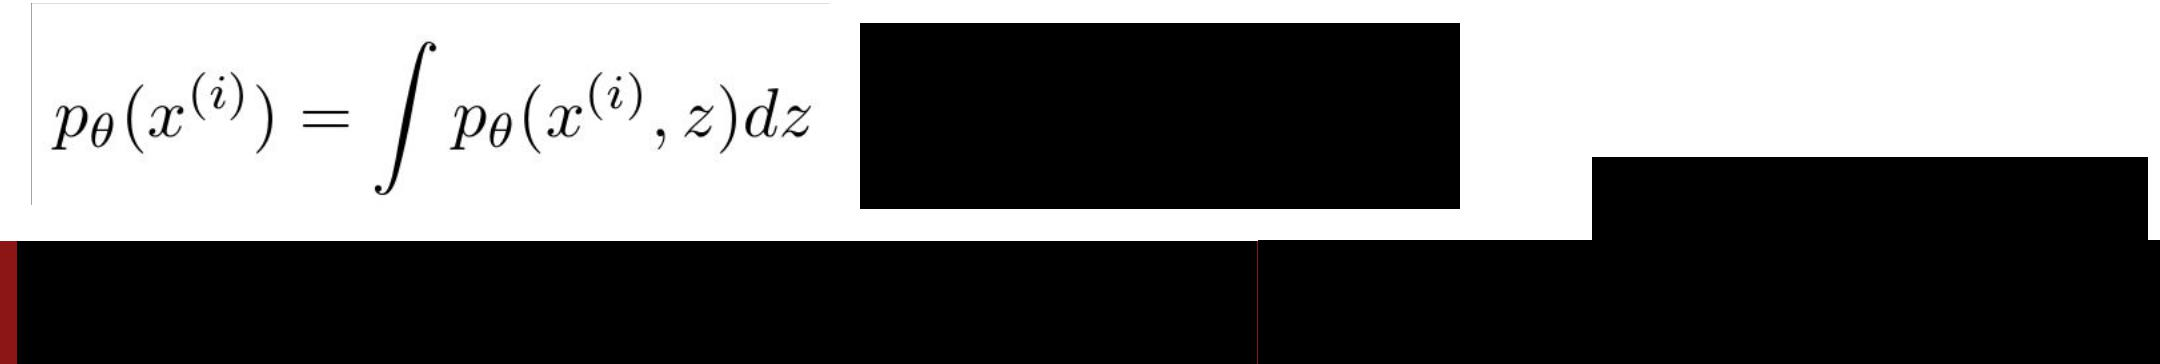 p_θ(x^{(i)}) = ∫ p_θ(x^{(i)}, z)dz